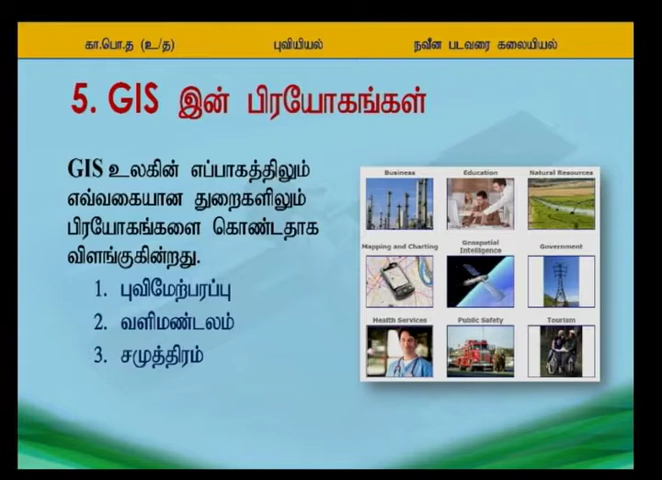 கா.பொ.த (உ/த) புவியியல் நவீன படவரை கலையியல்
5. GIS இன் பிரயோகங்கள்
GIS உலகின் எப்பாகத்திலும்
எவ்வகையான துறைகளிலும்
பிரயோகங்களை கொண்டதாக
விளங்குகின்றது.
1. புவிமேற்பரப்பு
2. வளிமண்டலம்
3. சமுத்திரம்
Business Education Natural Resources
Mapping and Charting Geospatial Intelligence Government
Health Services Public Safety Tourism